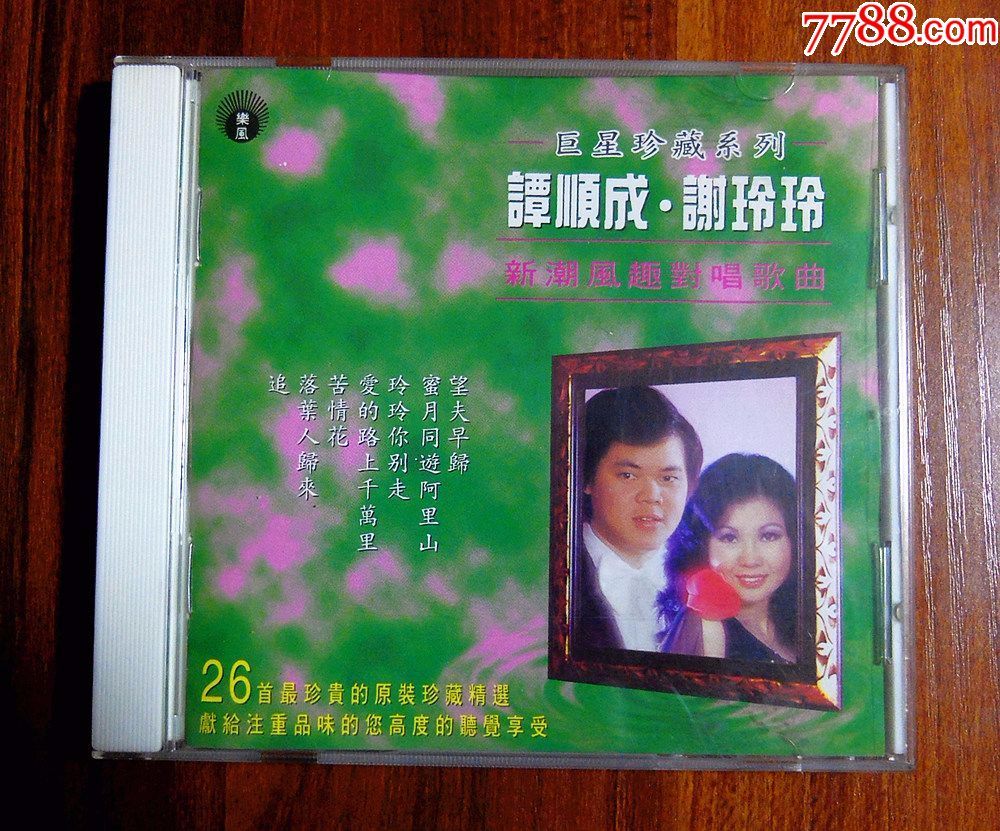 7788.com
樂風
巨星珍藏系列
譚順成·謝玲玲
新潮風趣對唱歌曲
望夫早歸
蜜月同遊阿里山
玲玲你別走
愛的路上千萬里
苦情花
落葉人歸來
追
26首最珍貴的原裝珍藏精選
獻給注重品味的您高度的聽覺享受